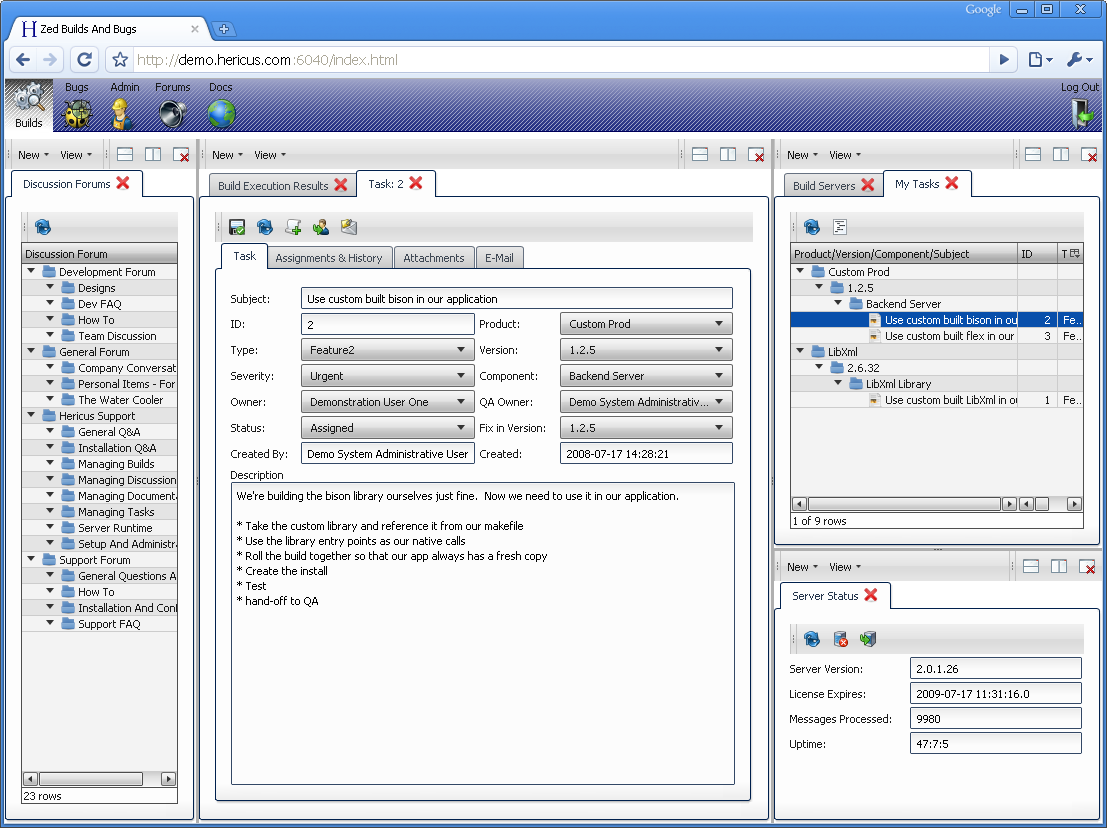 Google
Zed Builds And Bugs
http://demo.hericus.com:6040/index.html
Builds
Bugs
Admin
Forums
Docs
Log Out
New
View
Discussion Forums
Discussion Forum
Development Forum
Designs
Dev FAQ
How To
Team Discussion
General Forum
Company Conversat
Personal Items - For
The Water Cooler
Hericus Support
General Q&A
Installation Q&A
Managing Builds
Managing Discussion
Managing Document
Managing Tasks
Server Runtime
Setup And Administra
Support Forum
General Questions A
How To
Installation And Conf
Support FAQ
23 rows
New
View
Build Execution Results
Task: 2
Task
Assignments & History
Attachments
E-Mail
Subject: Use custom built bison in our application
ID: 2 Product: Custom Prod
Type: Feature2 Version: 1.2.5
Severity: Urgent Component: Backend Server
Owner: Demonstration User One QA Owner: Demo System Administrativ...
Status: Assigned Fix in Version: 1.2.5
Created By: Demo System Administrative User Created: 2008-07-17 14:28:21
Description
We're building the bison library ourselves just fine. Now we need to use it in our application.
* Take the custom library and reference it from our makefile
* Use the library entry points as our native calls
* Roll the build together so that our app always has a fresh copy
* Create the install
* Test
* hand-off to QA
New
View
Build Servers
My Tasks
Product/Version/Component/Subject ID T
Custom Prod
1.2.5
Backend Server
Use custom built bison in ou 2 Fe..
Use custom built flex in our 3 Fe..
LibXml
2.6.32
LibXml Library
Use custom built LibXml in ou 1 Fe..
1 of 9 rows
New
View
Server Status
Server Version: 2.0.1.26
License Expires: 2009-07-17 11:31:16.0
Messages Processed: 9980
Uptime: 47:7:5